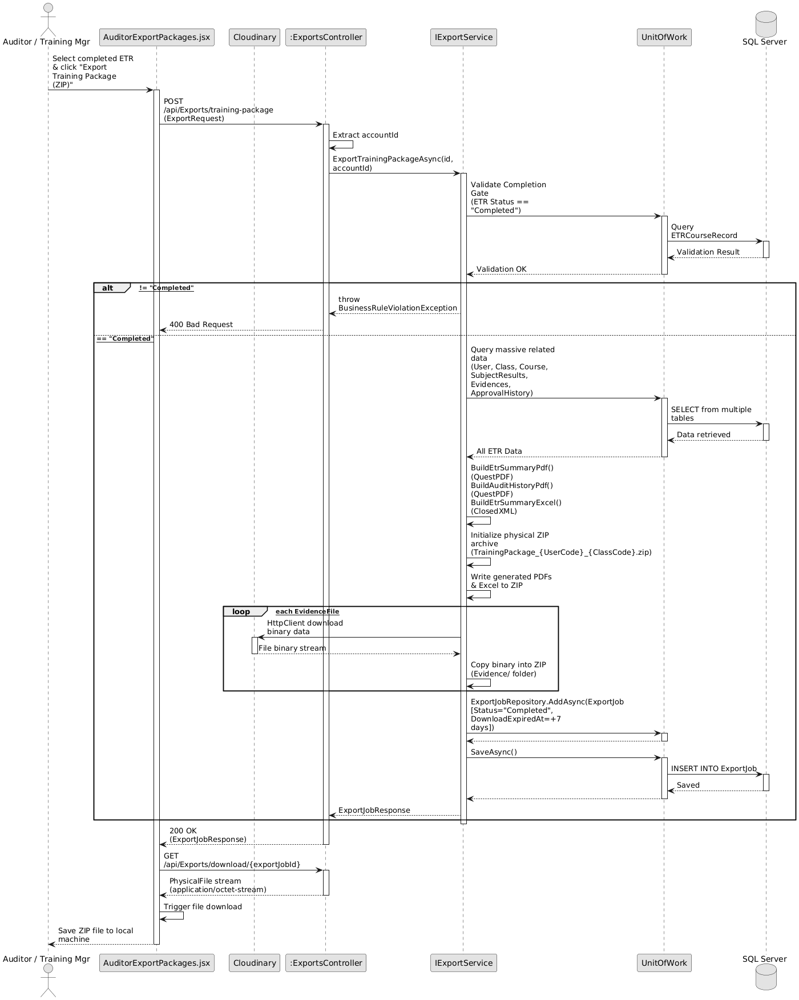 Auditor / Training Mgr
AuditorExportPackages.jsx
Cloudinary
:ExportsController
IExportService
UnitOfWork
SQL Server
Select completed ETR
& click "Export
Training Package
(ZIP)"
POST
/api/Exports/training-package
(ExportRequest)
Extract accountId
ExportTrainingPackageAsync(id,
accountId)
Validate Completion
Gate
(ETR Status ==
"Completed")
Query
ETRCourseRecord
Validation Result
Validation OK
alt
!= "Completed"
throw
BusinessRuleViolationException
400 Bad Request
== "Completed"
Query massive related
data
(User, Class, Course,
SubjectResults,
Evidences,
ApprovalHistory)
SELECT from multiple
tables
Data retrieved
All ETR Data
BuildEtrSummaryPdf()
(QuestPDF)
BuildAuditHistoryPdf()
(QuestPDF)
BuildEtrSummaryExcel()
(ClosedXML)
Initialize physical ZIP
archive
(TrainingPackage_{UserCode}_{ClassCode}.zip)
Write generated PDFs
& Excel to ZIP
loop
each EvidenceFile
HttpClient download
binary data
File binary stream
Copy binary into ZIP
(Evidence/ folder)
ExportJobRepository.AddAsync(ExportJob
[Status="Completed",
DownloadExpiredAt=+7
days])
SaveAsync()
INSERT INTO ExportJob
Saved
ExportJobResponse
200 OK
(ExportJobResponse)
GET
/api/Exports/download/{exportJobId}
PhysicalFile stream
(application/octet-stream)
Trigger file download
Save ZIP file to local
machine
Auditor / Training Mgr
AuditorExportPackages.jsx
Cloudinary
:ExportsController
IExportService
UnitOfWork
SQL Server